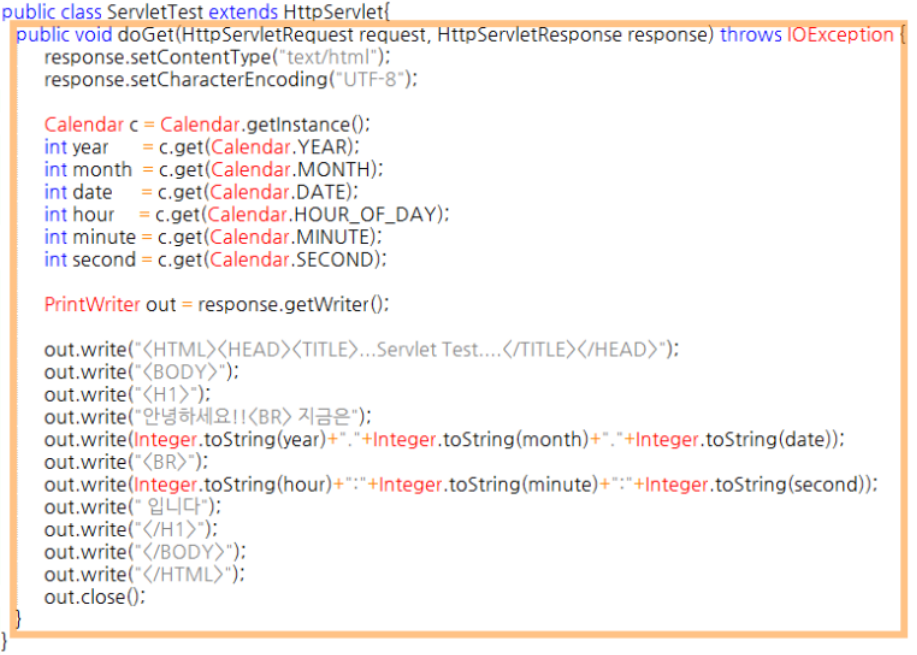 public class ServletTest extends HttpServlet{
public void doGet(HttpServletRequest request, HttpServletResponse response) throws IOException {
response.setContentType("text/html");
response.setCharacterEncoding("UTF-8");
Calendar c = Calendar.getInstance();
int year = c.get(Calendar.YEAR);
int month = c.get(Calendar.MONTH);
int date = c.get(Calendar.DATE);
int hour = c.get(Calendar.HOUR_OF_DAY);
int minute = c.get(Calendar.MINUTE);
int second = c.get(Calendar.SECOND);
PrintWriter out = response.getWriter();
out.write("<HTML><HEAD><TITLE>...Servlet Test....</TITLE></HEAD>");
out.write("<BODY>");
out.write("<H1>");
out.write("안녕하세요!!<BR> 지금은");
out.write(Integer.toString(year)+"."+Integer.toString(month)+"."+Integer.toString(date));
out.write("<BR>");
out.write(Integer.toString(hour)+":"+Integer.toString(minute)+":"+Integer.toString(second));
out.write(" 입니다");
out.write("</H1>");
out.write("</BODY>");
out.write("</HTML>");
out.close();
}
}